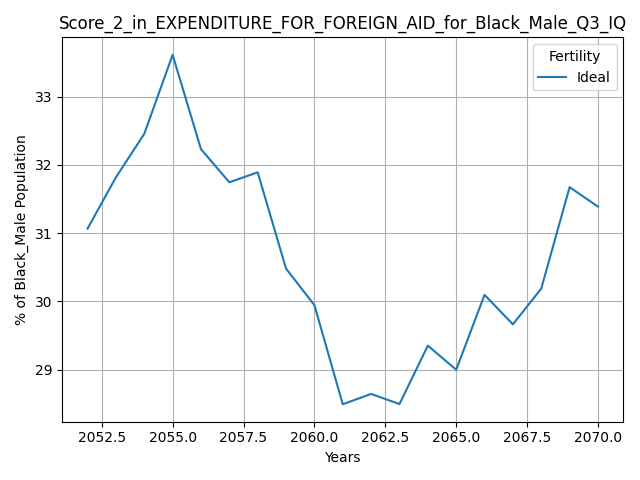 Score_2_in_EXPENDITURE_FOR_FOREIGN_AID_for_Black_Male_Q3_IQ
Fertility
Ideal
33
32
31
30
29
% of Black_Male Population
2052.5 2055.0 2057.5 2060.0 2062.5 2065.0 2067.5 2070.0
Years